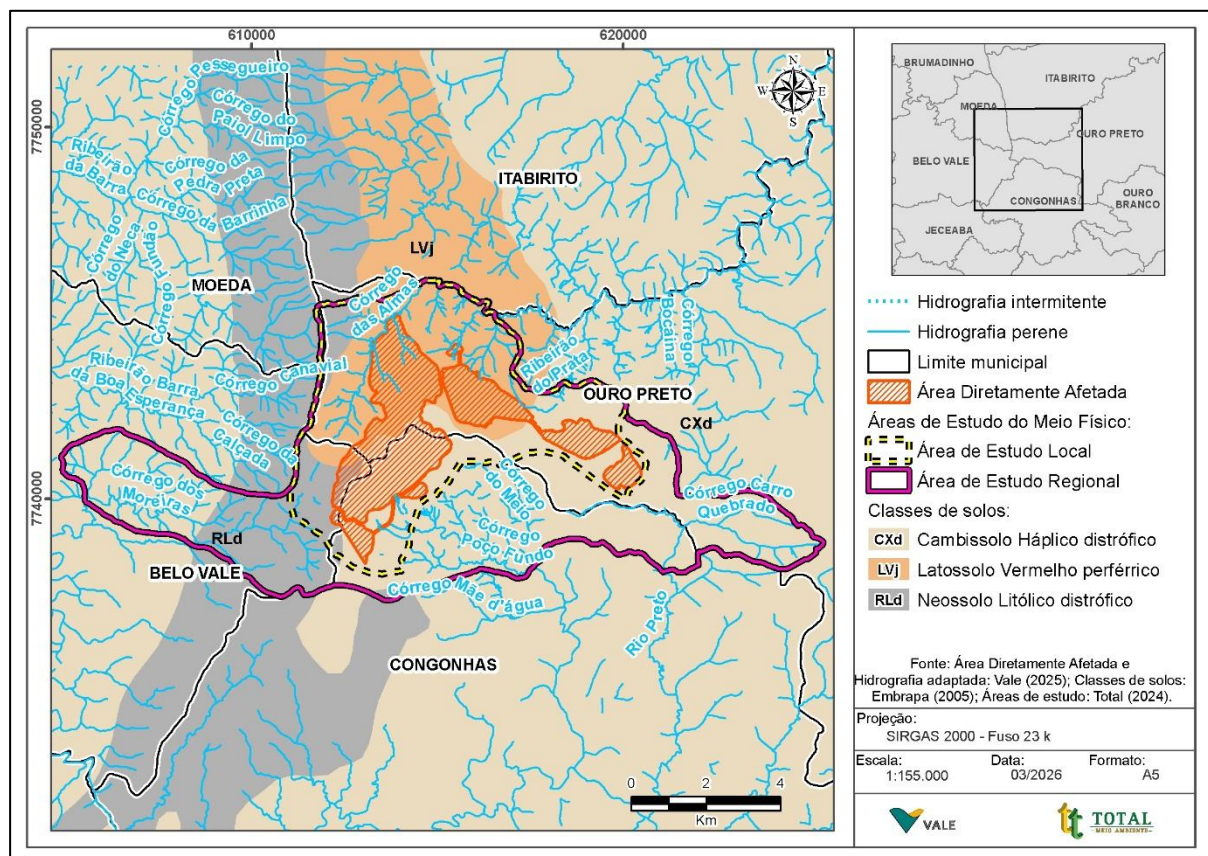 610000
620000
7750000
7740000
N
W
E
S
Córrego Pessegueiro
Córrego do
Paiol Limpo
Ribeirão
da Barra
Córrego da
Pedra Preta
Córrego da Barrinha
Córrego
do Neca
Córrego Fundão
MOEDA
ITABIRITO
LVj
Córrego
das Almas
Córrego
Bocaina
Ribeirão
do Prata
Ribeirão Barra
da Boa Esperança
Córrego Canavial
Córrego da
Calçada
OURO PRETO
CXd
Córrego dos
Moreiras
Córrego
do Meio
Córrego Carro
Quebrado
Córrego
Poço Fundo
RLd
BELO VALE
Córrego Mãe d'água
Rio Preto
CONGONHAS
0 2 4
Km
BRUMADINHO
ITABIRITO
MOEDA
OURO PRETO
BELO VALE
OURO
BRANCO
CONGONHAS
JECEABA
Hidrografia intermitente
Hidrografia perene
Limite municipal
Área Diretamente Afetada
Áreas de Estudo do Meio Físico:
Área de Estudo Local
Área de Estudo Regional
Classes de solos:
CXd Cambissolo Háplico distrófico
LVj Latossolo Vermelho perférrico
RLd Neossolo Litólico distrófico
Fonte: Área Diretamente Afetada e
Hidrografia adaptada: Vale (2025); Classes de solos:
Embrapa (2005); Áreas de estudo: Total (2024).
Projeção:
SIRGAS 2000 - Fuso 23 k
Escala: Data: Formato:
1:155.000 03/2026 A5
VALE
TOTAL
MEIO AMBIENTE